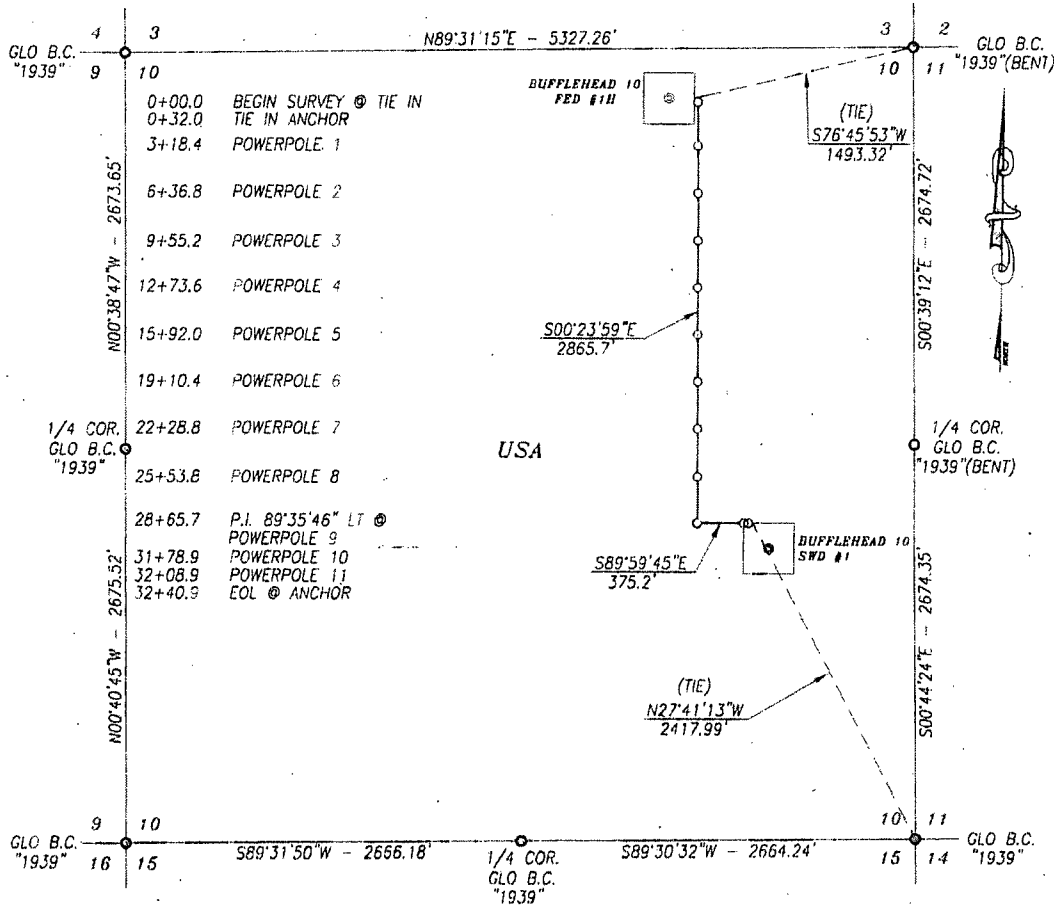 4 3
N89°31'15"E - 5327.26'
3 2
GLO B.C.
"1939"
9 10
10 11
GLO B.C.
"1939"(BENT)
BUFFLEHEAD 10
FED #1H
(TIE)
S76°45'53"W
1493.32'
0+00.0 BEGIN SURVEY @ TIE IN
0+32.0 TIE IN ANCHOR
3+18.4 POWERPOLE 1
6+36.8 POWERPOLE 2
9+55.2 POWERPOLE 3
12+73.6 POWERPOLE 4
15+92.0 POWERPOLE 5
19+10.4 POWERPOLE 6
22+28.8 POWERPOLE 7
25+53.8 POWERPOLE 8
28+65.7 P.I. 89°35'46" LT @
POWERPOLE 9
31+78.9 POWERPOLE 10
32+08.9 POWERPOLE 11
32+40.9 EOL @ ANCHOR
N00°38'47"W - 2673.65'
S00°39'12"E - 2674.72'
S00°23'59"E
2865.7'
1/4 COR.
GLO B.C.
"1939"
USA
1/4 COR.
GLO B.C.
"1939"(BENT)
BUFFLEHEAD 10
SWD #1
S89°59'45"E
375.2'
N00°40'45"W - 2675.52'
S00°44'24"E - 2674.35'
(TIE)
N27°41'13"W
2417.99'
9 10
10 11
GLO B.C.
"1939"
16 15
S89°31'50"W - 2666.18'
1/4 COR.
GLO B.C.
"1939"
S89°30'32"W - 2664.24'
15 14
GLO B.C.
"1939"